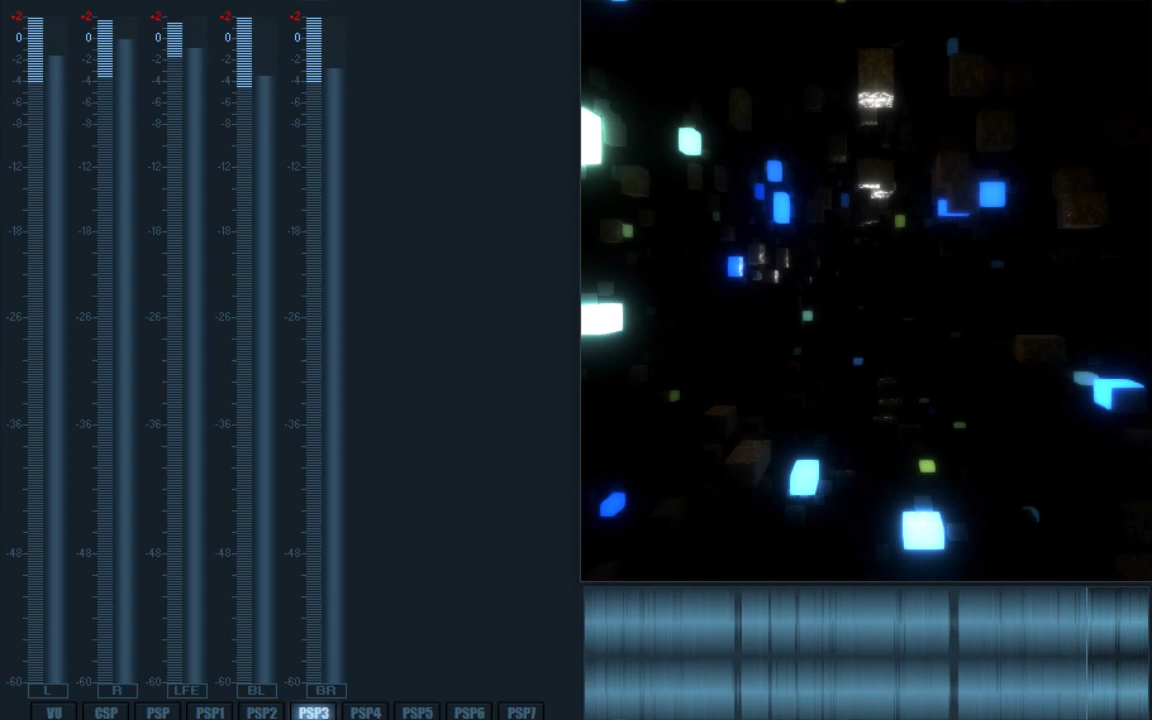 +2 +2 +2 +2 +2
0 0 0 0 0
-2 -2 -2 -2 -2
-4 -4 -4 -4 -4
-6 -6 -6 -6 -6
-8 -8 -8 -8 -8
-12 -12 -12 -12 -12
-18 -18 -18 -18 -18
-26 -26 -26 -26 -26
-36 -36 -36 -36 -36
-48 -48 -48 -48 -48
-60 -60 -60 -60 -60
L R LFE BL BR
VU CSP PSP PSP1 PSP2 PSP3 PSP4 PSP5 PSP6 PSP7